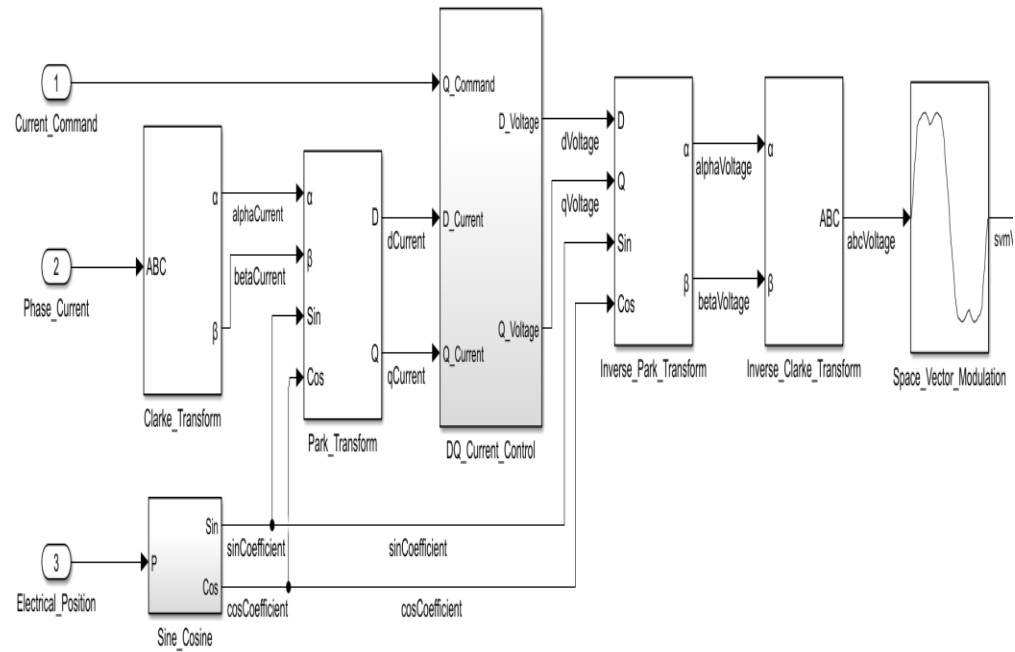 1
Current_Command
2
Phase_Current
3
Electrical_Position
ABC
α
β
Clarke_Transform
alphaCurrent
betaCurrent
α
β
Sin
Cos
D
Q
Park_Transform
dCurrent
qCurrent
Q_Command
D_Current
Q_Current
D_Voltage
Q_Voltage
DQ_Current_Control
dVoltage
qVoltage
D
Q
Sin
Cos
α
β
Inverse_Park_Transform
alphaVoltage
betaVoltage
α
β
ABC
Inverse_Clarke_Transform
abcVoltage
Space_Vector_Modulation
P
Sin
Cos
Sine_Cosine
sinCoefficient
cosCoefficient
sinCoefficient
cosCoefficient